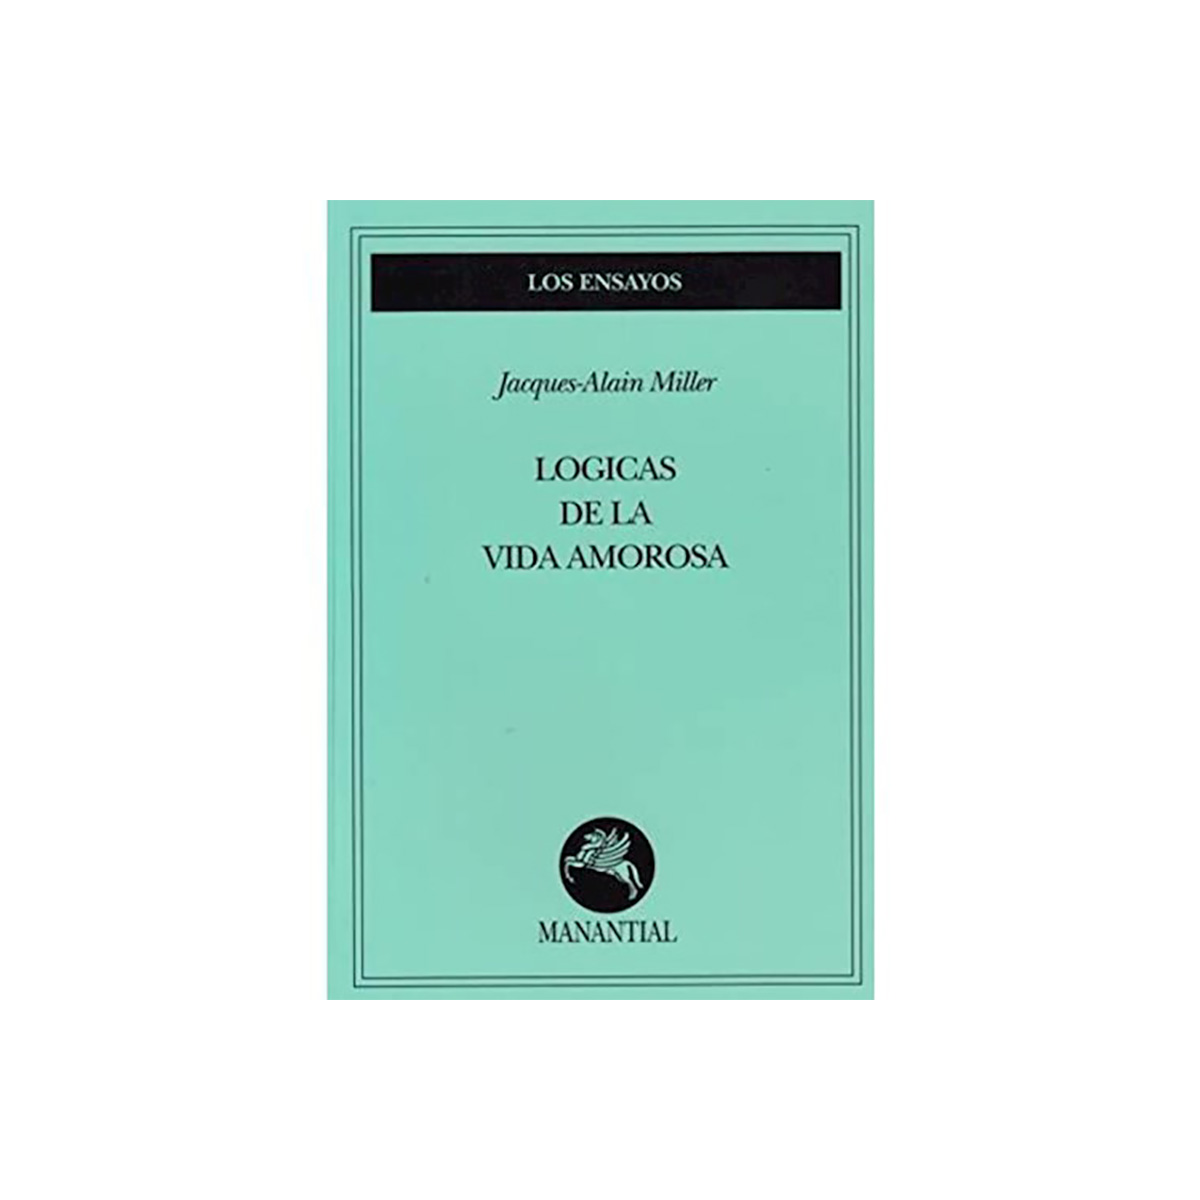 LOS ENSAYOS
Jacques-Alain Miller
LOGICAS
DE LA
VIDA AMOROSA
MANANTIAL